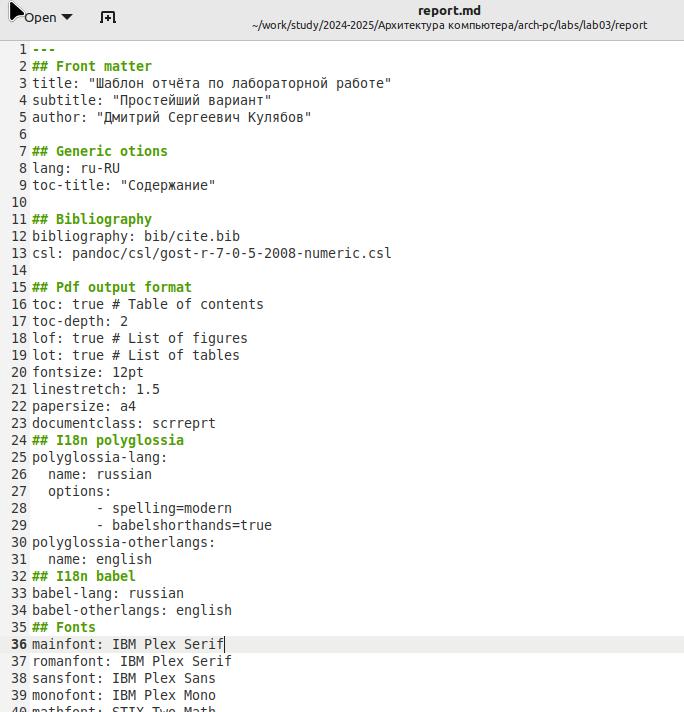 Open
report.md
~/work/study/2024-2025/Архитектура компьютера/arch-pc/labs/lab03/report
1 ---
2 ## Front matter
3 title: "Шаблон отчёта по лабораторной работе"
4 subtitle: "Простейший вариант"
5 author: "Дмитрий Сергеевич Кулябов"
6
7 ## Generic otions
8 lang: ru-RU
9 toc-title: "Содержание"
10
11 ## Bibliography
12 bibliography: bib/cite.bib
13 csl: pandoc/csl/gost-r-7-0-5-2008-numeric.csl
14
15 ## Pdf output format
16 toc: true # Table of contents
17 toc-depth: 2
18 lof: true # List of figures
19 lot: true # List of tables
20 fontsize: 12pt
21 linestretch: 1.5
22 papersize: a4
23 documentclass: scrreprt
24 ## I18n polyglossia
25 polyglossia-lang:
26   name: russian
27   options:
28         - spelling=modern
29         - babelshorthands=true
30 polyglossia-otherlangs:
31   name: english
32 ## I18n babel
33 babel-lang: russian
34 babel-otherlangs: english
35 ## Fonts
36 mainfont: IBM Plex Serif
37 romanfont: IBM Plex Serif
38 sansfont: IBM Plex Sans
39 monofont: IBM Plex Mono
40 mathfont: STIX Two Math